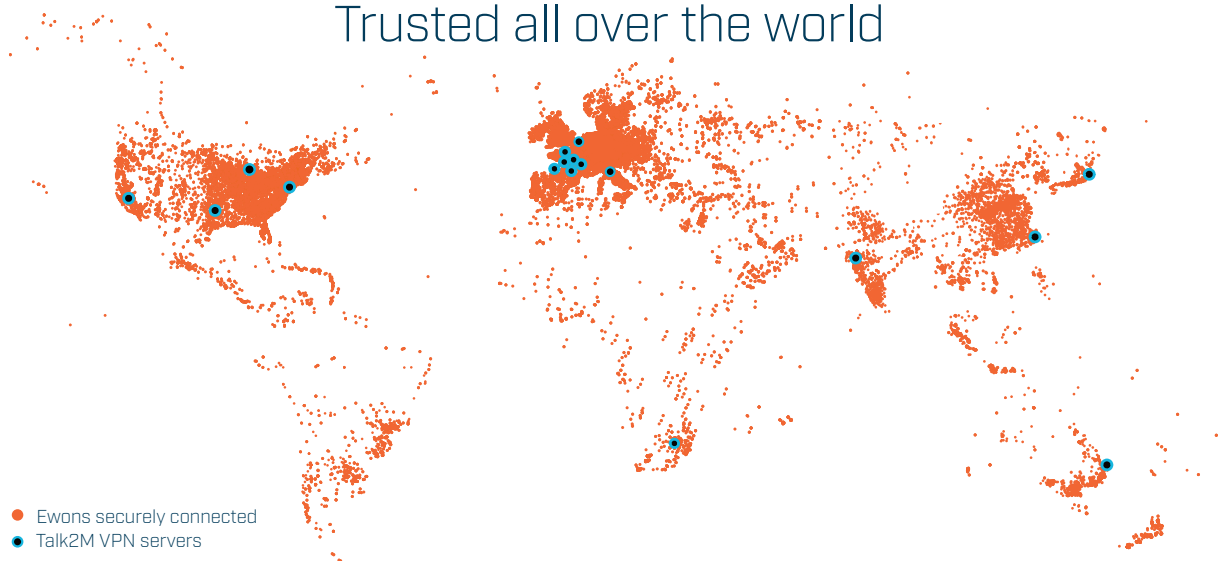 Trusted all over the world
Ewons securely connected
Talk2M VPN servers